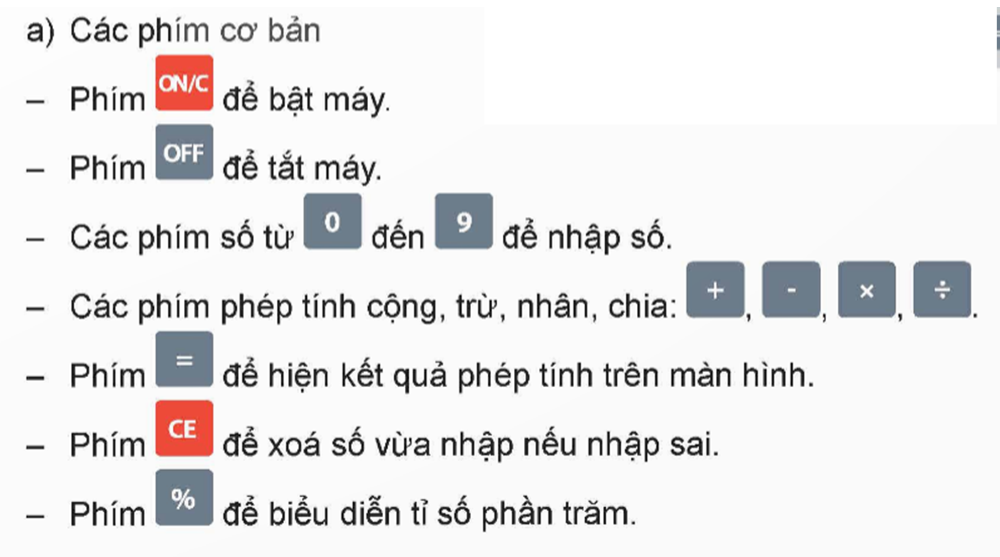 a) Các phím cơ bản
– Phím ON/C để bật máy.
– Phím OFF để tắt máy.
– Các phím số từ 0 đến 9 để nhập số.
– Các phím phép tính cộng, trừ, nhân, chia: +, -, ×, ÷.
– Phím = để hiện kết quả phép tính trên màn hình.
– Phím CE để xoá số vừa nhập nếu nhập sai.
– Phím % để biểu diễn tỉ số phần trăm.